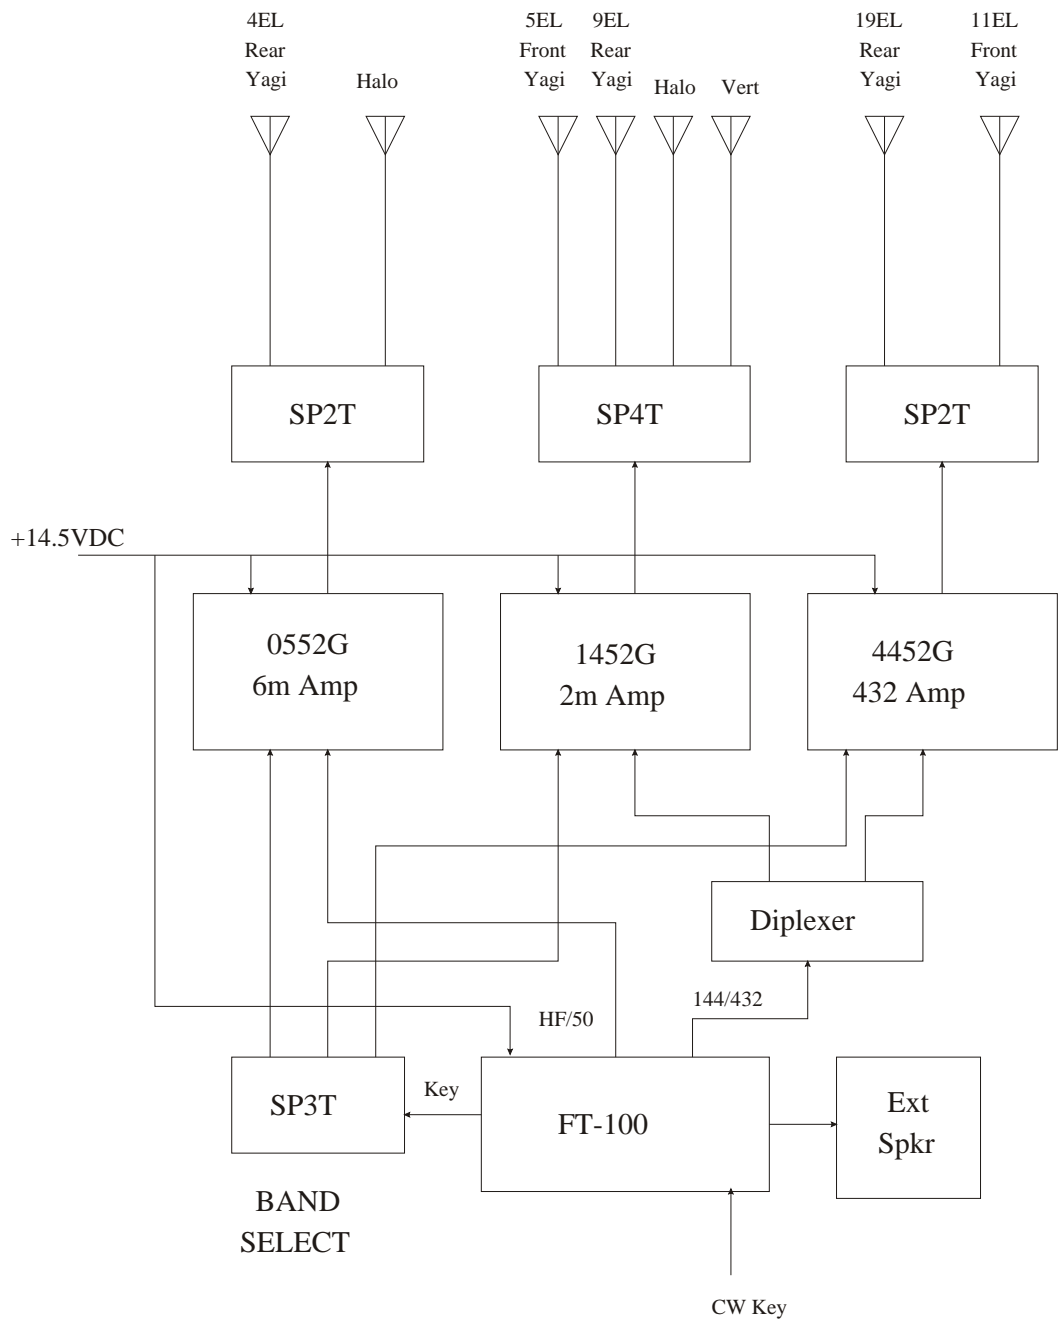 4EL
Rear
Yagi
Halo
5EL
Front
Yagi
9EL
Rear
Yagi
Halo
Vert
19EL
Rear
Yagi
11EL
Front
Yagi
SP2T
SP4T
SP2T
+14.5VDC
0552G
6m Amp
1452G
2m Amp
4452G
432 Amp
Diplexer
144/432
HF/50
SP3T
Key
FT-100
Ext
Spkr
BAND
SELECT
CW Key